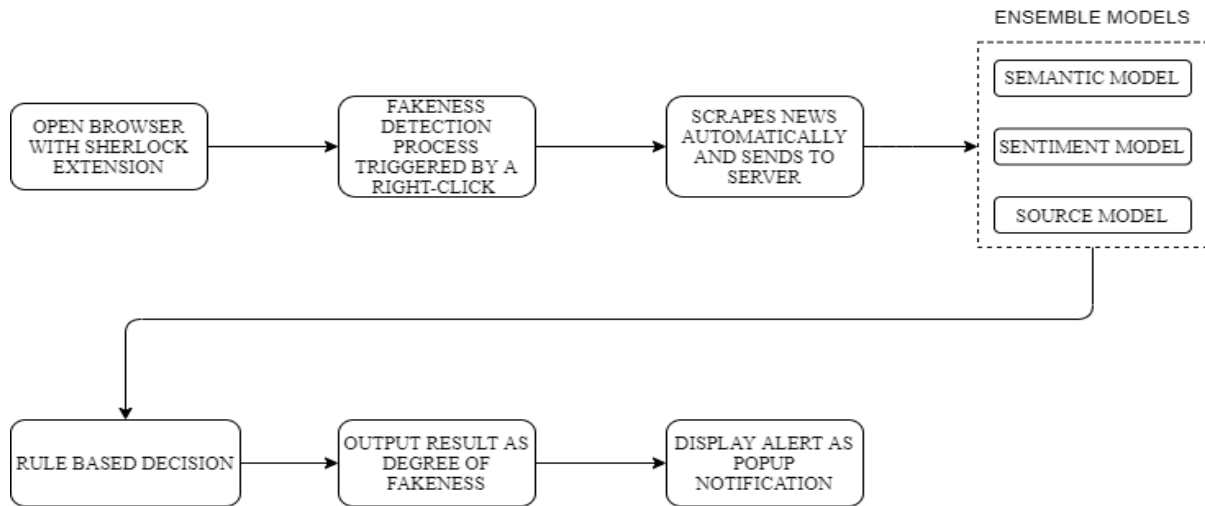 ENSEMBLE MODELS
OPEN BROWSER
WITH SHERLOCK
EXTENSION
FAKENESS
DETECTION
PROCESS
TRIGGERED BY A
RIGHT-CLICK
SCRAPES NEWS
AUTOMATICALLY
AND SENDS TO
SERVER
SEMANTIC MODEL
SENTIMENT MODEL
SOURCE MODEL
RULE BASED DECISION
OUTPUT RESULT AS
DEGREE OF
FAKENESS
DISPLAY ALERT AS
POPUP
NOTIFICATION